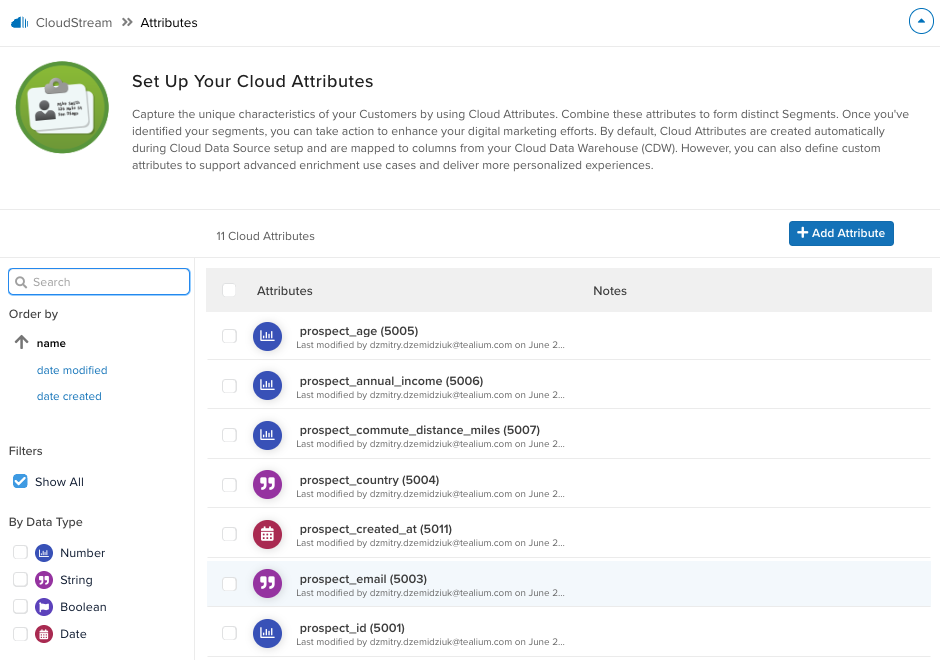 CloudStream » Attributes
Set Up Your Cloud Attributes
Capture the unique characteristics of your Customers by using Cloud Attributes. Combine these attributes to form distinct Segments. Once you've
identified your segments, you can take action to enhance your digital marketing efforts. By default, Cloud Attributes are created automatically
during Cloud Data Source setup and are mapped to columns from your Cloud Data Warehouse (CDW). However, you can also define custom
attributes to support advanced enrichment use cases and deliver more personalized experiences.
11 Cloud Attributes
+ Add Attribute
Search
Order by
name
date modified
date created
Filters
Show All
By Data Type
Number
String
Boolean
Date
Attributes Notes
prospect_age (5005)
Last modified by dzmitry.dzemidziuk@tealium.com on June 2...
prospect_annual_income (5006)
Last modified by dzmitry.dzemidziuk@tealium.com on June 2...
prospect_commute_distance_miles (5007)
Last modified by dzmitry.dzemidziuk@tealium.com on June 2...
prospect_country (5004)
Last modified by dzmitry.dzemidziuk@tealium.com on June 2...
prospect_created_at (5011)
Last modified by dzmitry.dzemidziuk@tealium.com on June 2...
prospect_email (5003)
Last modified by dzmitry.dzemidziuk@tealium.com on June 2...
prospect_id (5001)
Last modified by dzmitry.dzemidziuk@tealium.com on June 2...